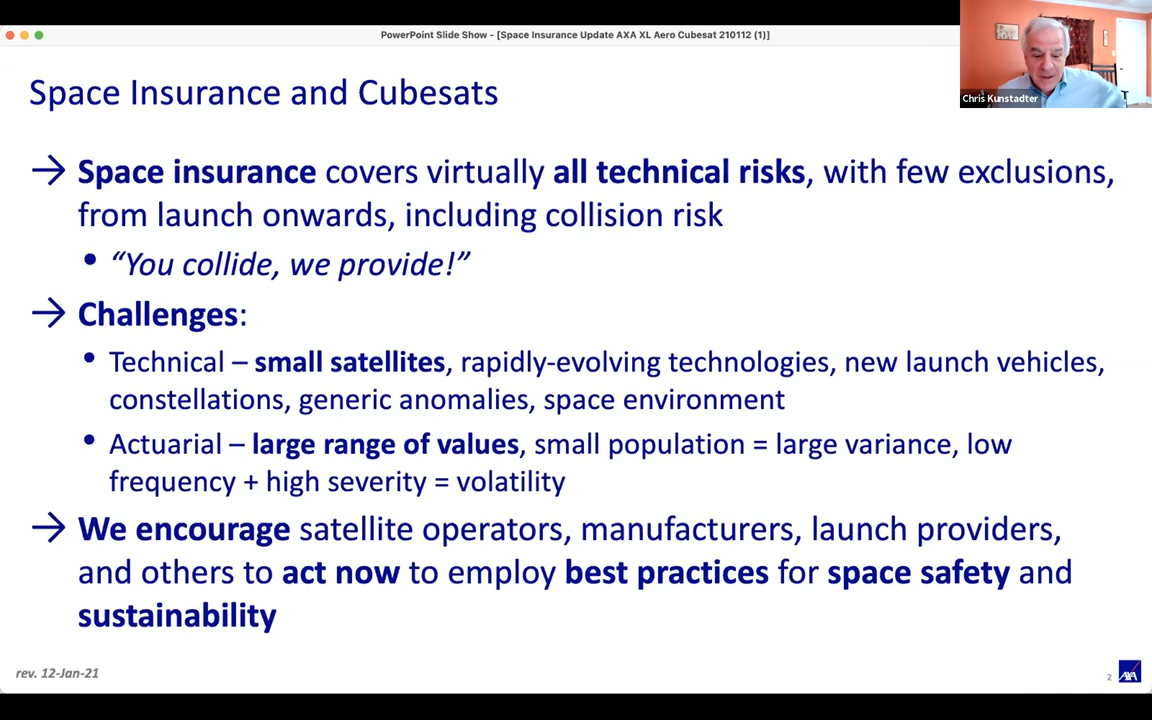 PowerPoint Slide Show - [Space Insurance Update AXA XL Aero Cubesat 210112 (1)]
Chris Kunstadter
Space Insurance and Cubesats
→ Space insurance covers virtually all technical risks, with few exclusions,
from launch onwards, including collision risk
• “You collide, we provide!”
→ Challenges:
• Technical – small satellites, rapidly-evolving technologies, new launch vehicles,
constellations, generic anomalies, space environment
• Actuarial – large range of values, small population = large variance, low
frequency + high severity = volatility
→ We encourage satellite operators, manufacturers, launch providers,
and others to act now to employ best practices for space safety and
sustainability
rev. 12-Jan-21
2
AXA